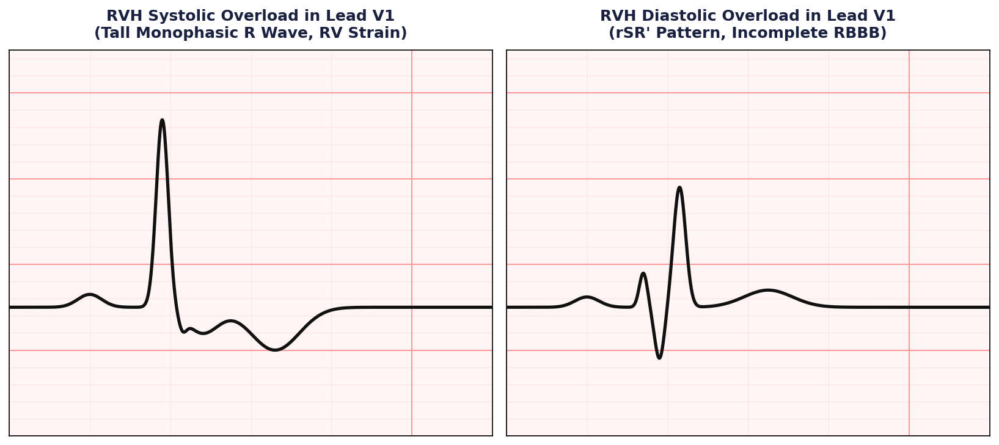 RVH Systolic Overload in Lead V1
(Tall Monophasic R Wave, RV Strain)
RVH Diastolic Overload in Lead V1
(rSR' Pattern, Incomplete RBBB)